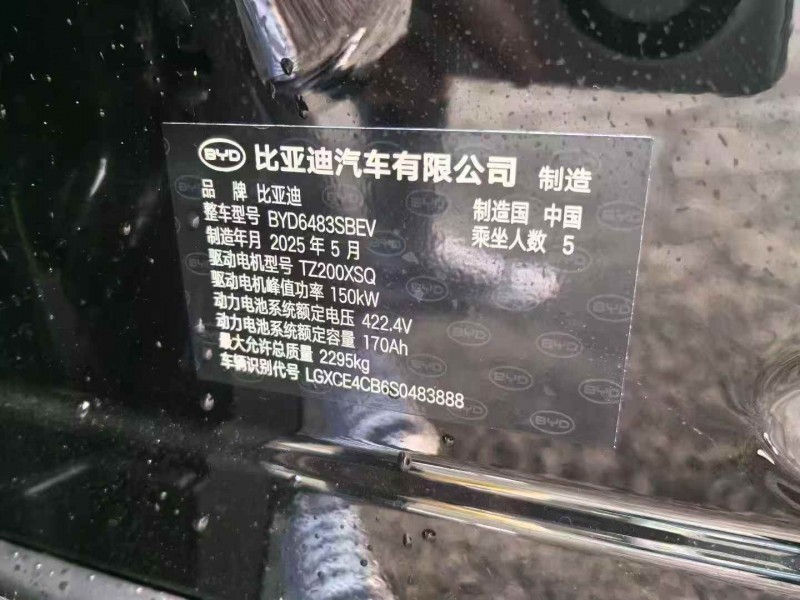 BYD 比亚迪汽车有限公司 制造
品 牌 比亚迪
整车型号 BYD6483SBEV
制造国 中国
制造年月 2025 年 5 月
乘坐人数 5
驱动电机型号 TZ200XSQ
驱动电机峰值功率 150kW
动力电池系统额定电压 422.4V
动力电池系统额定容量 170Ah
最大允许总质量 2295kg
车辆识别代号 LGXCE4CB6S0483888